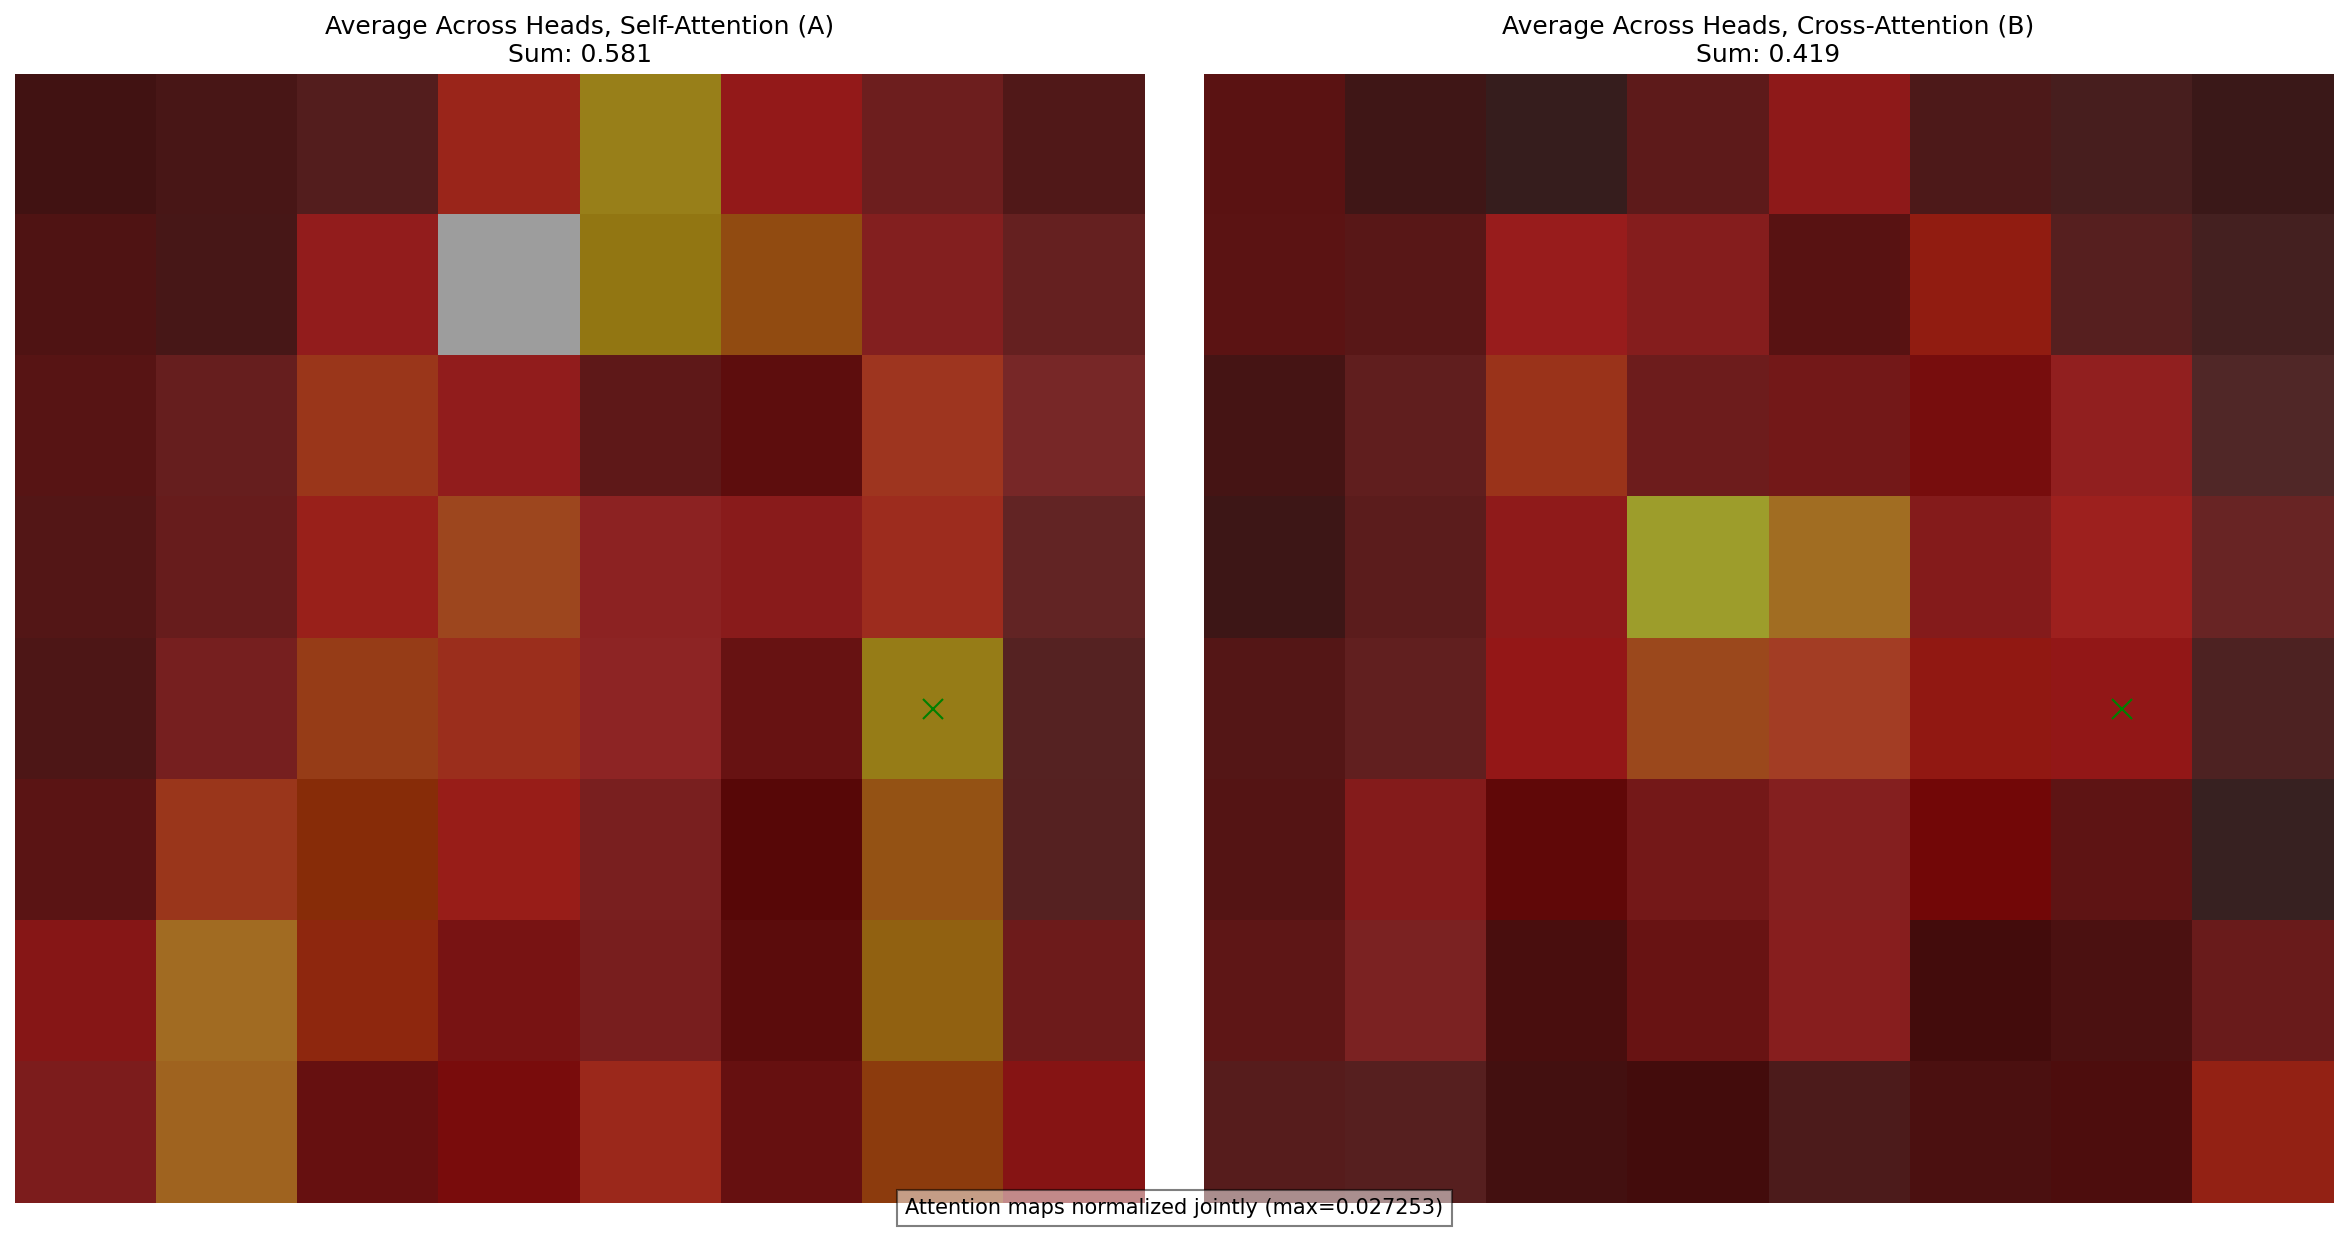 Average Across Heads, Self-Attention (A)
Sum: 0.581
Average Across Heads, Cross-Attention (B)
Sum: 0.419
Attention maps normalized jointly (max=0.027253)